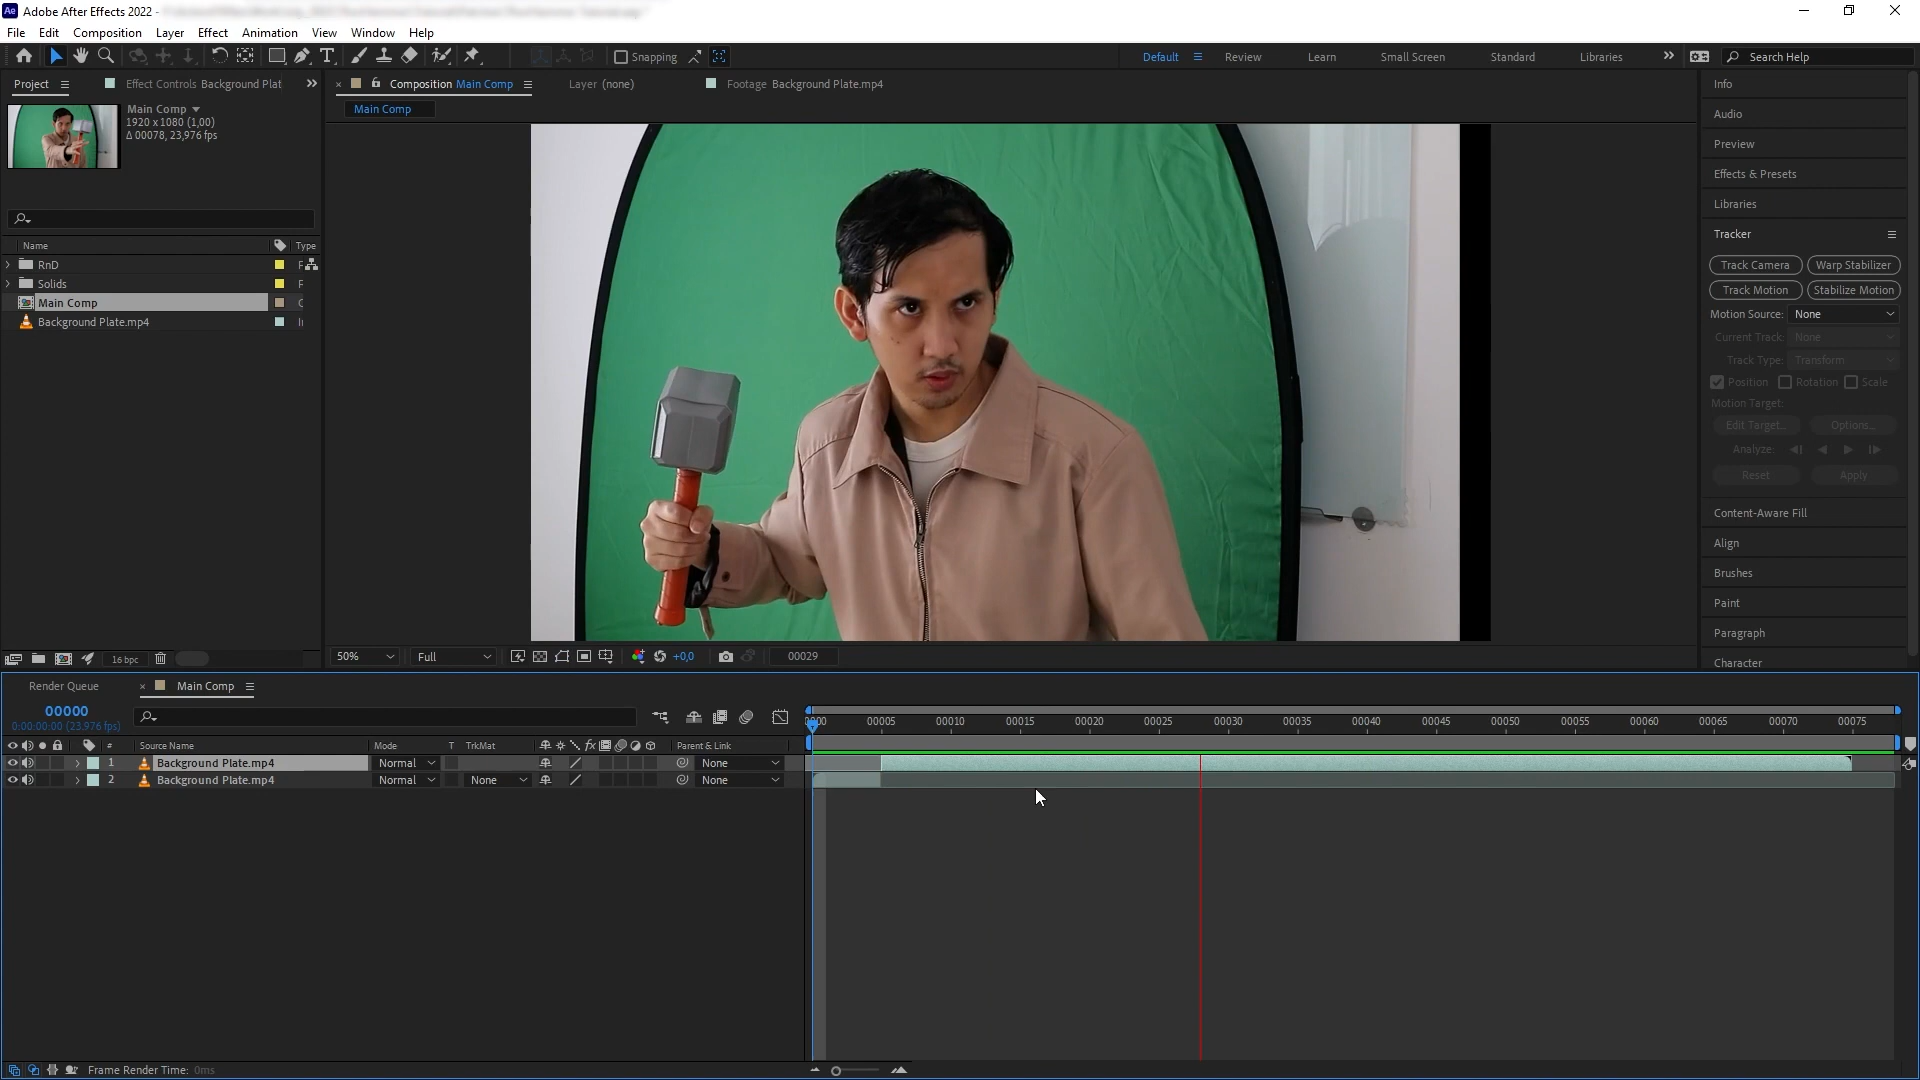 Ae Adobe After Effects 2022 -
File Edit Composition Layer Effect Animation View Window Help
Snapping Default Review Learn Small Screen Standard Libraries Search Help
Project Effect Controls Background Plat
Composition Main Comp Layer (none) Footage Background Plate.mp4
Main Comp
Main Comp
1920 x 1080 (1,00)
Δ 00078, 23,976 fps
Name Type
RnD F
Solids F
Main Comp C
Background Plate.mp4 I
16 bpc
50% Full +0,0 00029
Info
Audio
Preview
Effects & Presets
Libraries
Tracker
Track Camera Warp Stabilizer
Track Motion Stabilize Motion
Motion Source: None
Current Track: None
Track Type: Transform
Position Rotation Scale
Motion Target:
Edit Target... Options...
Analyze:
Reset Apply
Content-Aware Fill
Align
Brushes
Paint
Paragraph
Character
Render Queue Main Comp
00000
0:00:00:00 (23.976 fps)
0000 00005 00010 00015 00020 00025 00030 00035 00040 00045 00050 00055 00060 00065 00070 00075
# Source Name Mode T TrkMat fx Parent & Link
1 Background Plate.mp4 Normal None
2 Background Plate.mp4 Normal None None
Frame Render Time: 0ms